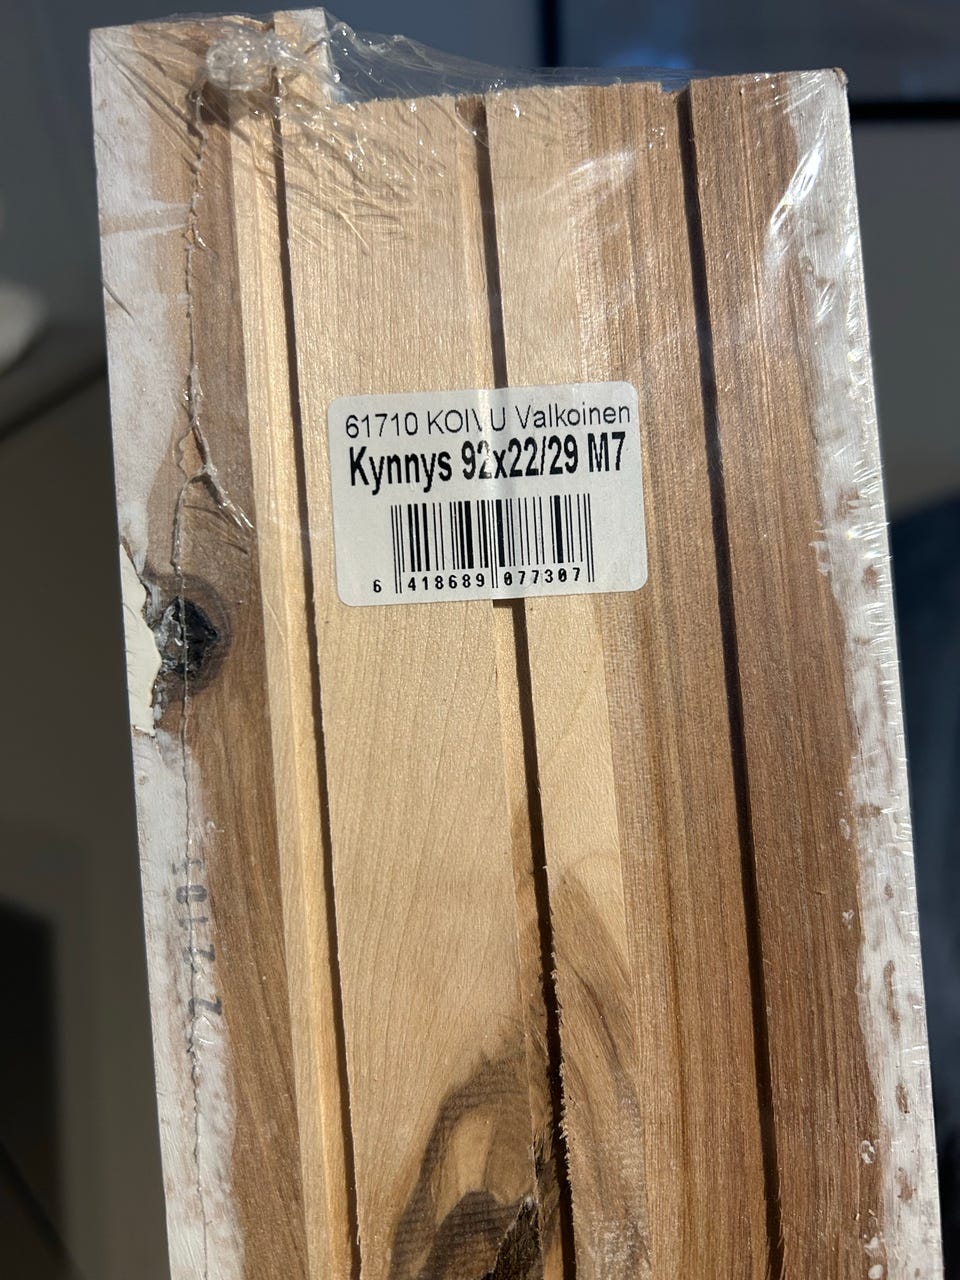 61710 KOIVU Valkoinen
Kynnys 92x22/29 M7
6 418689 077307